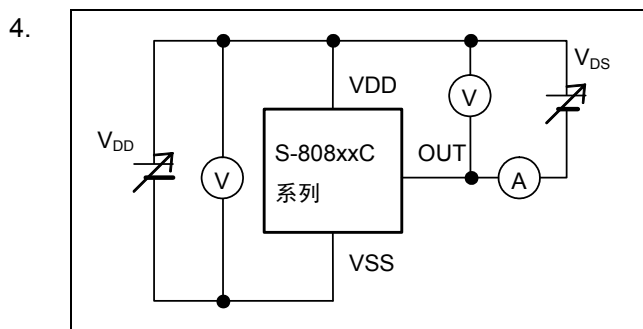 4.
VDD
VDS
V
S-808xxC
系列
OUT
VDD
V
A
VSS